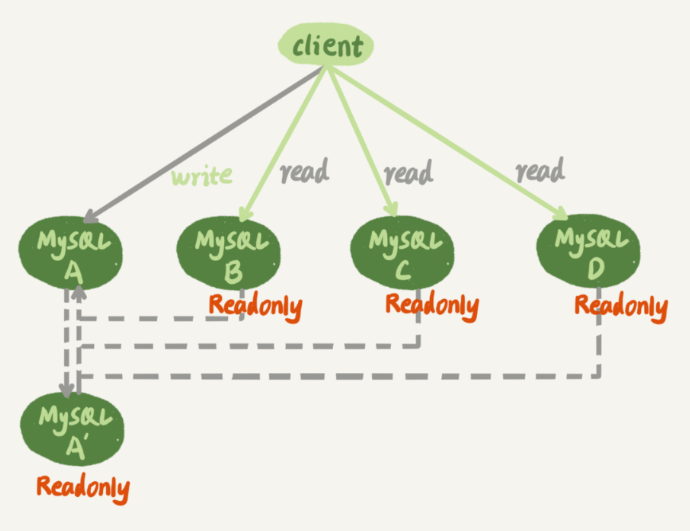 client
write
read
read
read
MySQL
A
MySQL
B
MySQL
C
MySQL
D
Readonly
Readonly
Readonly
MySQL
A'
Readonly